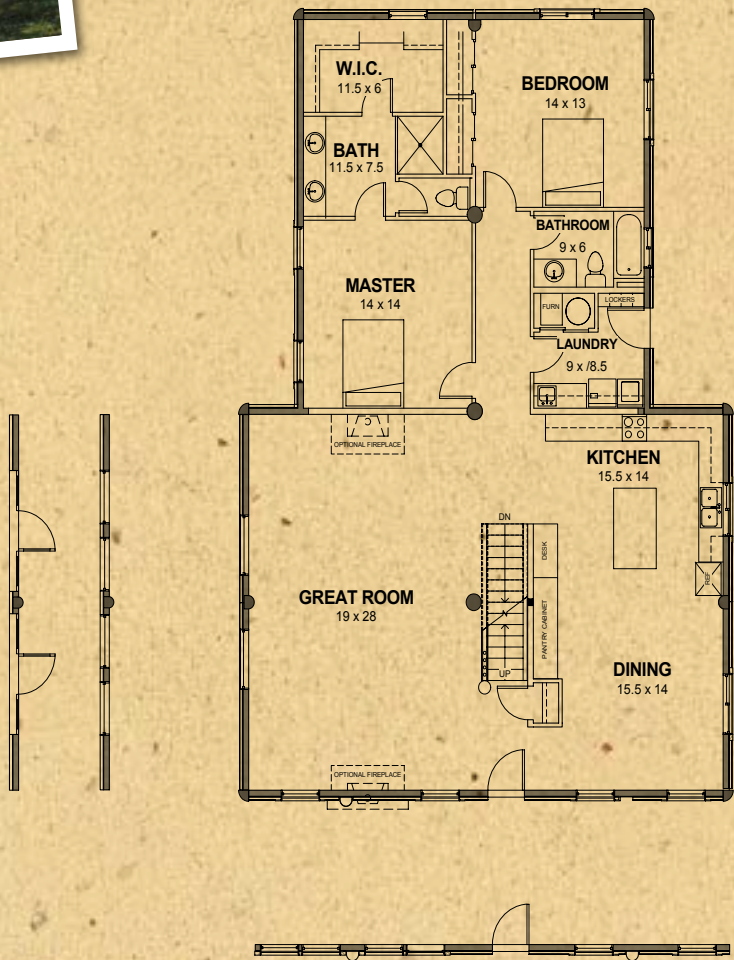 W.I.C.
11.5 x 6
BEDROOM
14 x 13
BATH
11.5 x 7.5
BATHROOM
9 x 6
MASTER
14 x 14
FURN
LOCKERS
LAUNDRY
9 x /8.5
OPTIONAL FIREPLACE
KITCHEN
15.5 x 14
DN
DESK
REF
GREAT ROOM
19 x 28
PANTRY CABINET
UP
DINING
15.5 x 14
OPTIONAL FIREPLACE